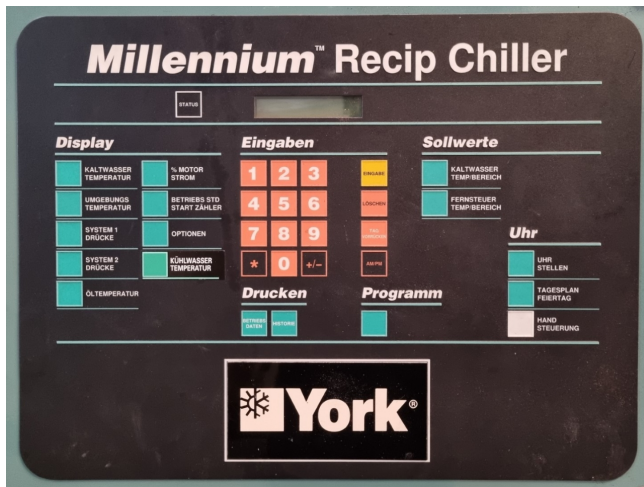 Millennium™ Recip Chiller
STATUS
Display
KALTWASSER
TEMPERATUR
% MOTOR
STROM
UMGEBUNGS
TEMPERATUR
BETRIEBS STD
START ZÄHLER
SYSTEM 1
DRÜCKE
OPTIONEN
SYSTEM 2
DRÜCKE
KÜHLWASSER
TEMPERATUR
ÖLTEMPERATUR
Eingaben
1 2 3
EINGABE
4 5 6
LÖSCHEN
7 8 9
* 0 +/−
AM/PM
Drucken
BETRIEBS
DATEN
HISTORIE
Programm
Sollwerte
KALTWASSER
TEMP/BEREICH
FERNSTEUER
TEMP/BEREICH
Uhr
UHR
STELLEN
TAGESPLAN
FEIERTAG
HAND
STEUERUNG
York®